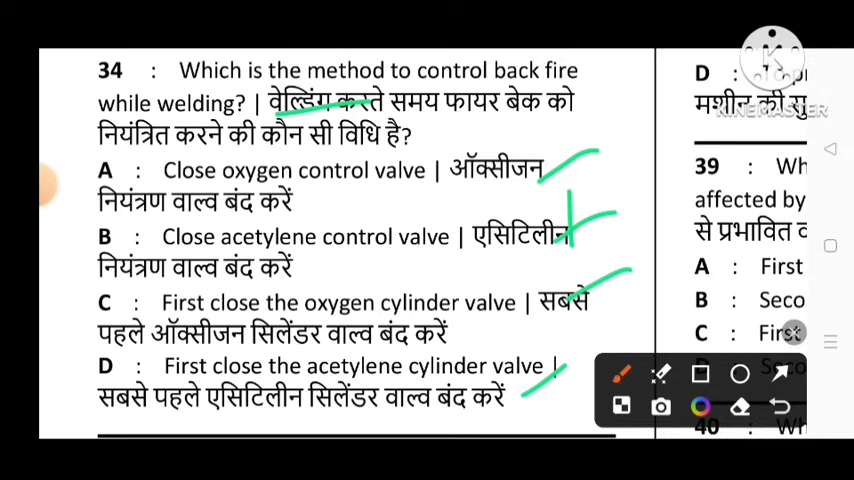 34 : Which is the method to control back fire
while welding? | वेल्डिंग करते समय फायर बेक को
नियंत्रित करने की कौन सी विधि है?
A : Close oxygen control valve | ऑक्सीजन
नियंत्रण वाल्व बंद करें
B : Close acetylene control valve | एसिटिलीन
नियंत्रण वाल्व बंद करें
C : First close the oxygen cylinder valve | सबसे
पहले ऑक्सीजन सिलेंडर वाल्व बंद करें
D : First close the acetylene cylinder valve |
सबसे पहले एसिटिलीन सिलेंडर वाल्व बंद करें
D :
मशीन की सु
KINEMASTER
39 : Wh
affected by
से प्रभावित व
A : First
B : Seco
C : First
Seco
40 : Wh